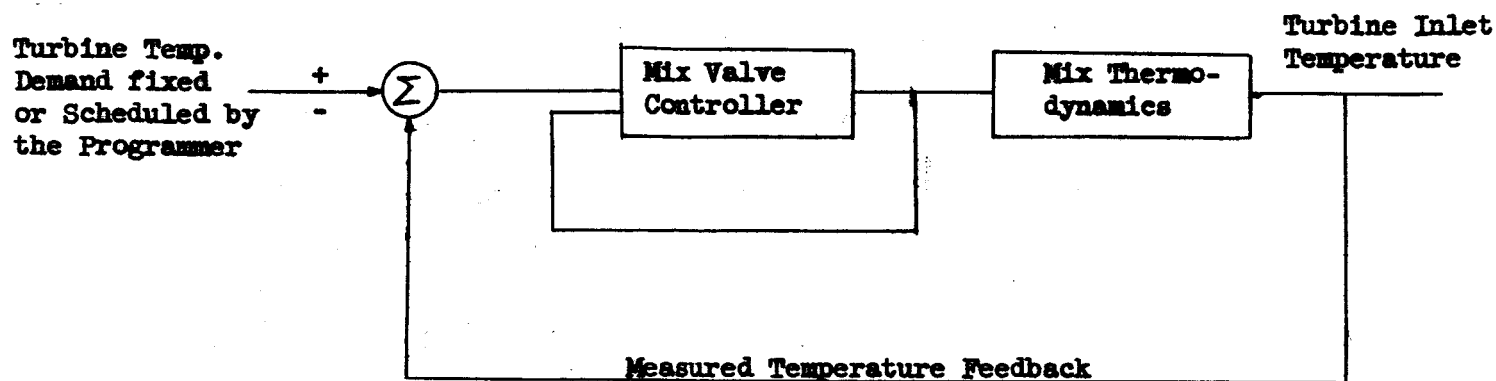 Turbine Temp.
Demand fixed
or Scheduled by
the Programmer
+
-
Σ
Mix Valve
Controller
Mix Thermo-
dynamics
Turbine Inlet
Temperature
Measured Temperature Feedback